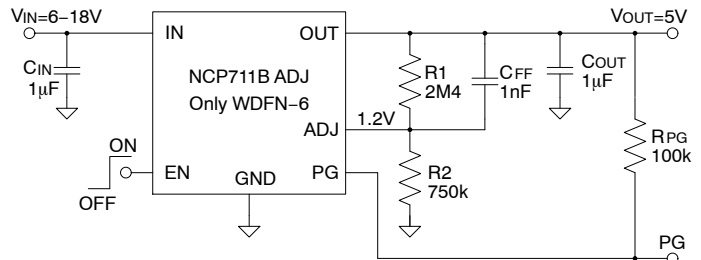 VIN=6–18V
VOUT=5V
IN
OUT
CIN
1μF
NCP711B ADJ
Only WDFN–6
R1
2M4
CFF
1nF
COUT
1μF
ADJ
1.2V
RPG
100k
ON
OFF
EN
GND
PG
R2
750k
PG